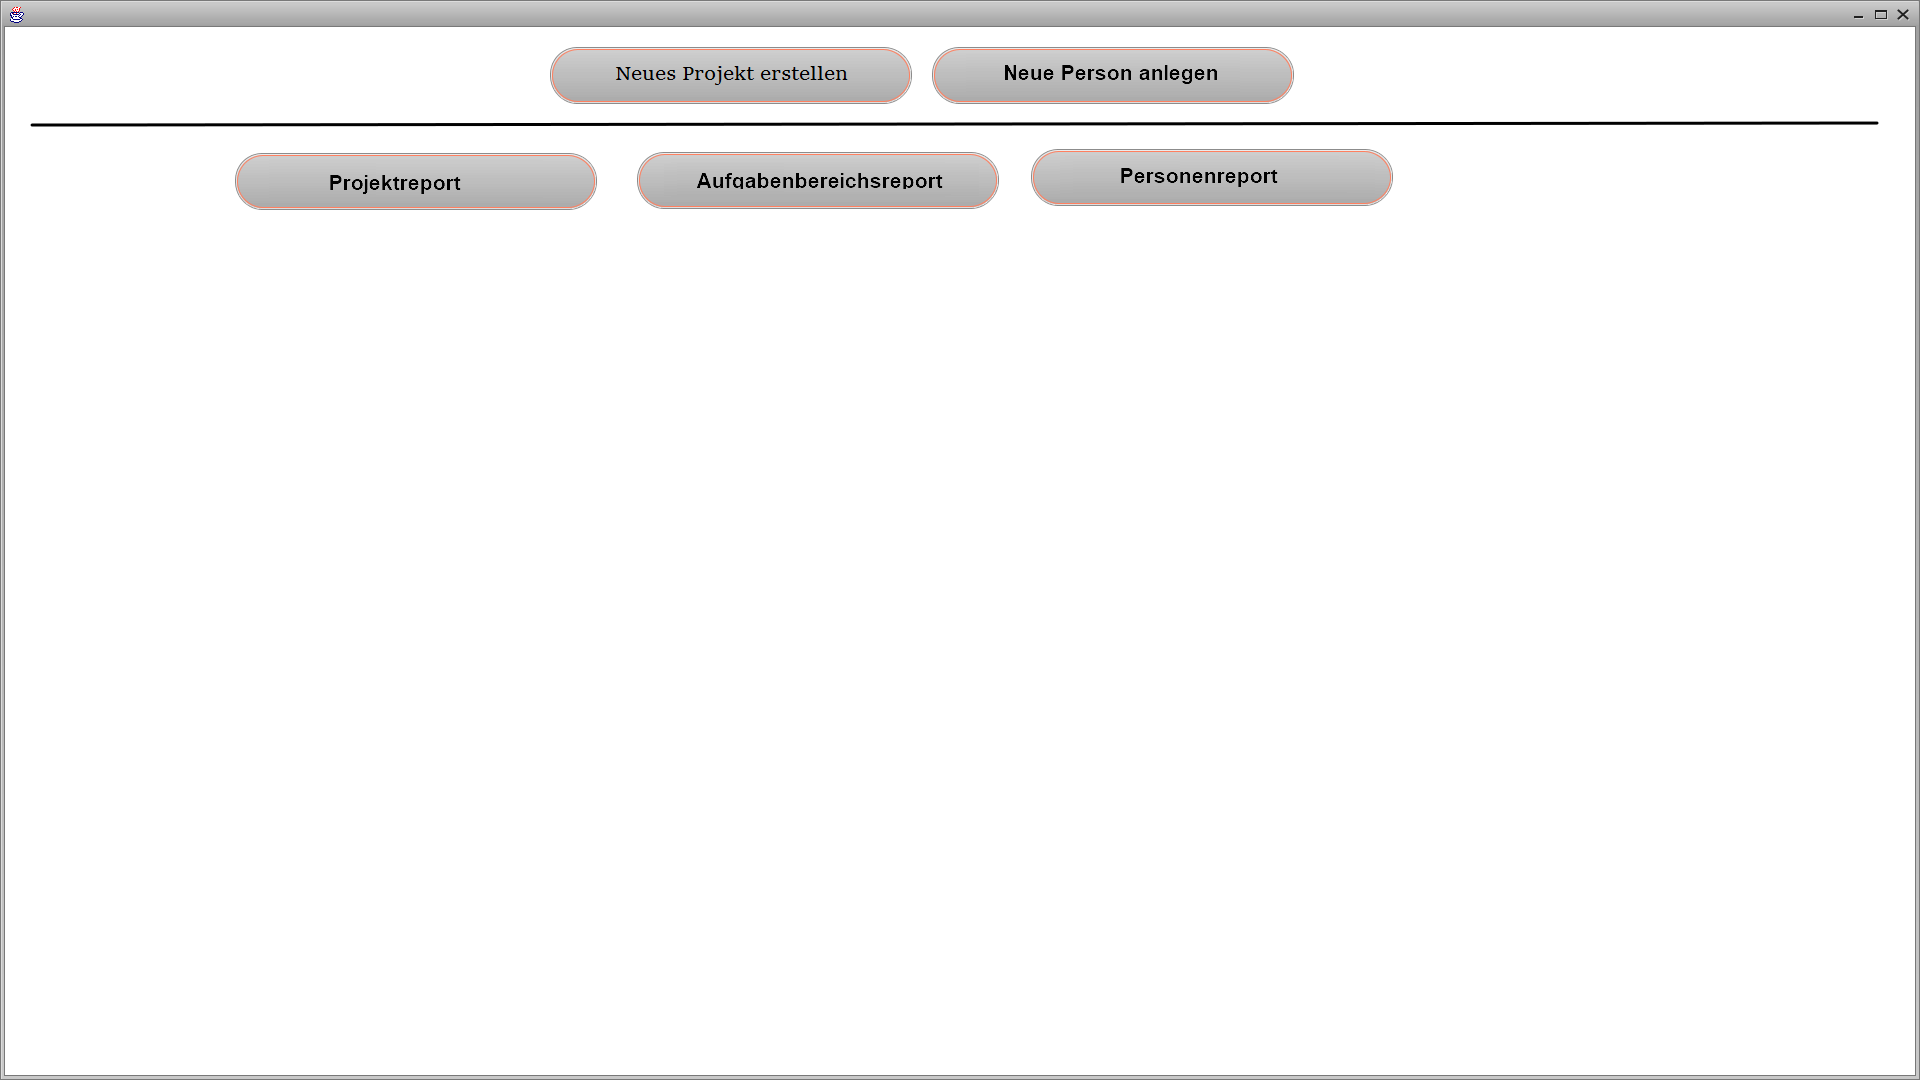 Neues Projekt erstellen
Neue Person anlegen
Projektreport
Aufgabenbereichsreport
Personenreport